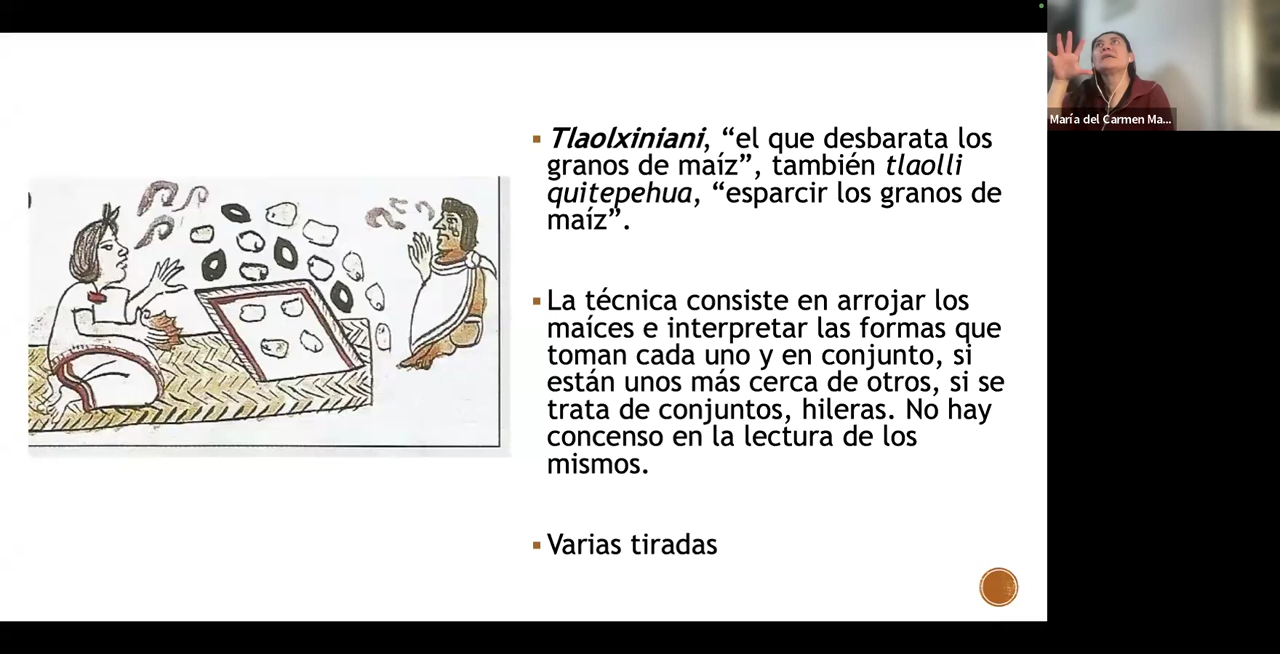 Tlaolxiniani, “el que desbarata los
granos de maíz”, también tlaolli
quitepehua, “esparcir los granos de
maíz”.
La técnica consiste en arrojar los
maíces e interpretar las formas que
toman cada uno y en conjunto, si
están unos más cerca de otros, si se
trata de conjuntos, hileras. No hay
concenso en la lectura de los
mismos.
Varias tiradas
María del Carmen Ma...